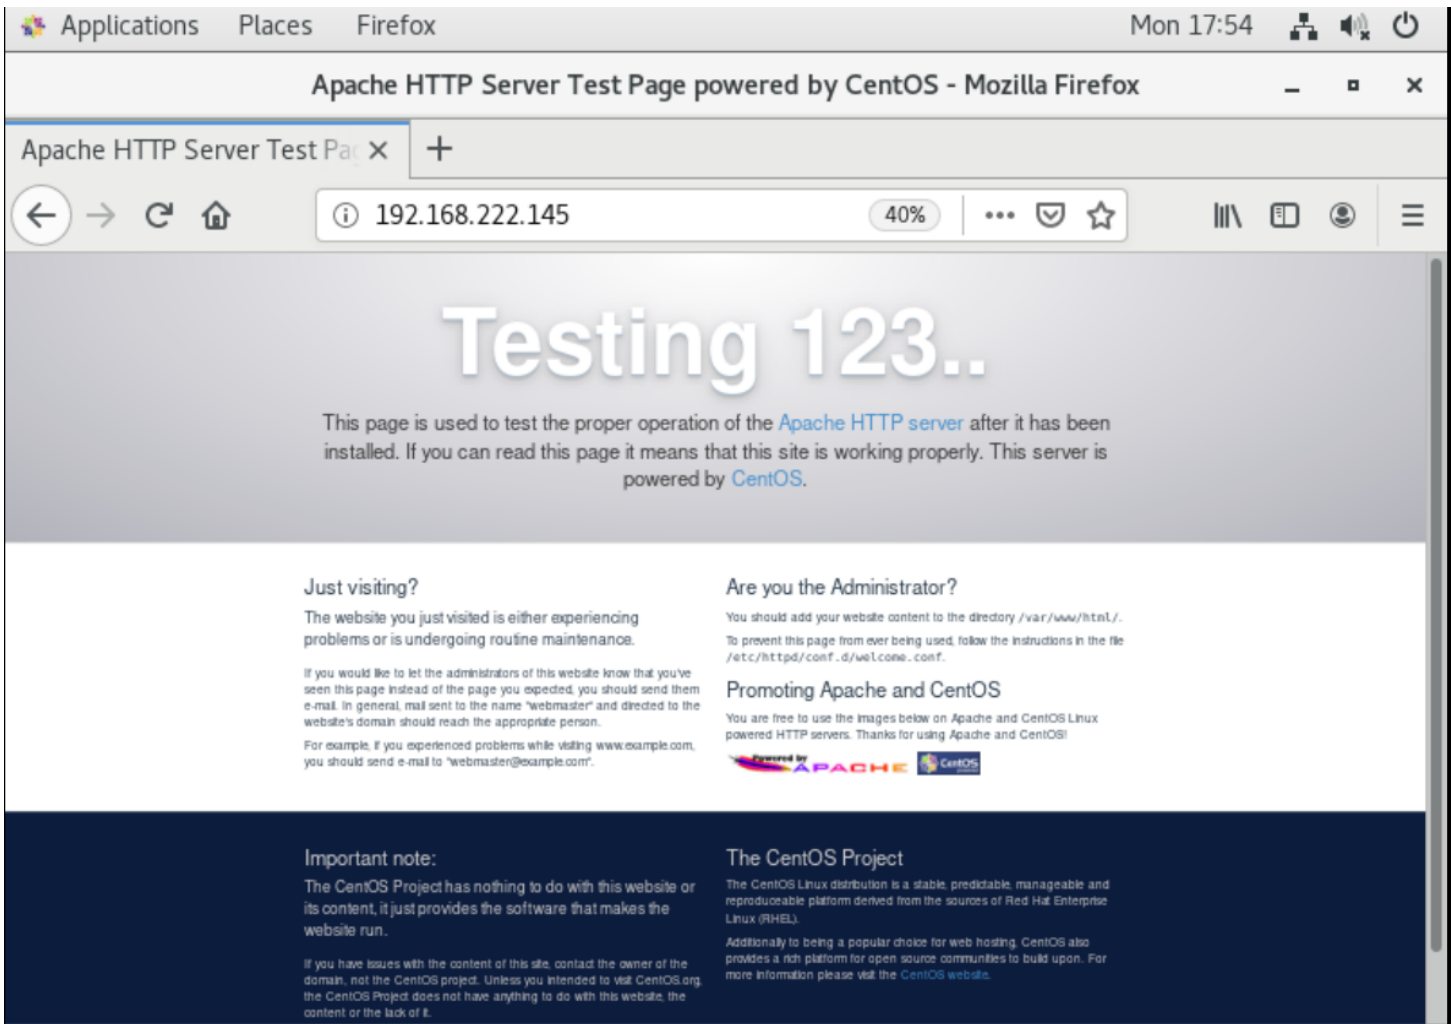 Applications Places Firefox Mon 17:54
Apache HTTP Server Test Page powered by CentOS - Mozilla Firefox
Apache HTTP Server Test Pag
192.168.222.145 40%
Testing 123..
This page is used to test the proper operation of the Apache HTTP server after it has been
installed. If you can read this page it means that this site is working properly. This server is
powered by CentOS.
Just visiting?
The website you just visited is either experiencing
problems or is undergoing routine maintenance.
If you would like to let the administrators of this website know that you've
seen this page instead of the page you expected, you should send them
e-mail. In general, mail sent to the name "webmaster" and directed to the
website's domain should reach the appropriate person.
For example, if you experienced problems while visiting www.example.com,
you should send e-mail to "webmaster@example.com".
Are you the Administrator?
You should add your website content to the directory /var/www/html/.
To prevent this page from ever being used, follow the instructions in the file
/etc/httpd/conf.d/welcome.conf.
Promoting Apache and CentOS
You are free to use the images below on Apache and CentOS Linux
powered HTTP servers. Thanks for using Apache and CentOS!
Powered by
APACHE CentOS
Important note:
The CentOS Project has nothing to do with this website or
its content, it just provides the software that makes the
website run.
If you have issues with the content of this site, contact the owner of the
domain, not the CentOS project. Unless you intended to visit CentOS.org,
the CentOS Project does not have anything to do with this website, the
content or the lack of it.
The CentOS Project
The CentOS Linux distribution is a stable, predictable, manageable and
reproduceable platform derived from the sources of Red Hat Enterprise
Linux (RHEL).
Additionally to being a popular choice for web hosting, CentOS also
provides a rich platform for open source communities to build upon. For
more information please visit the CentOS website.